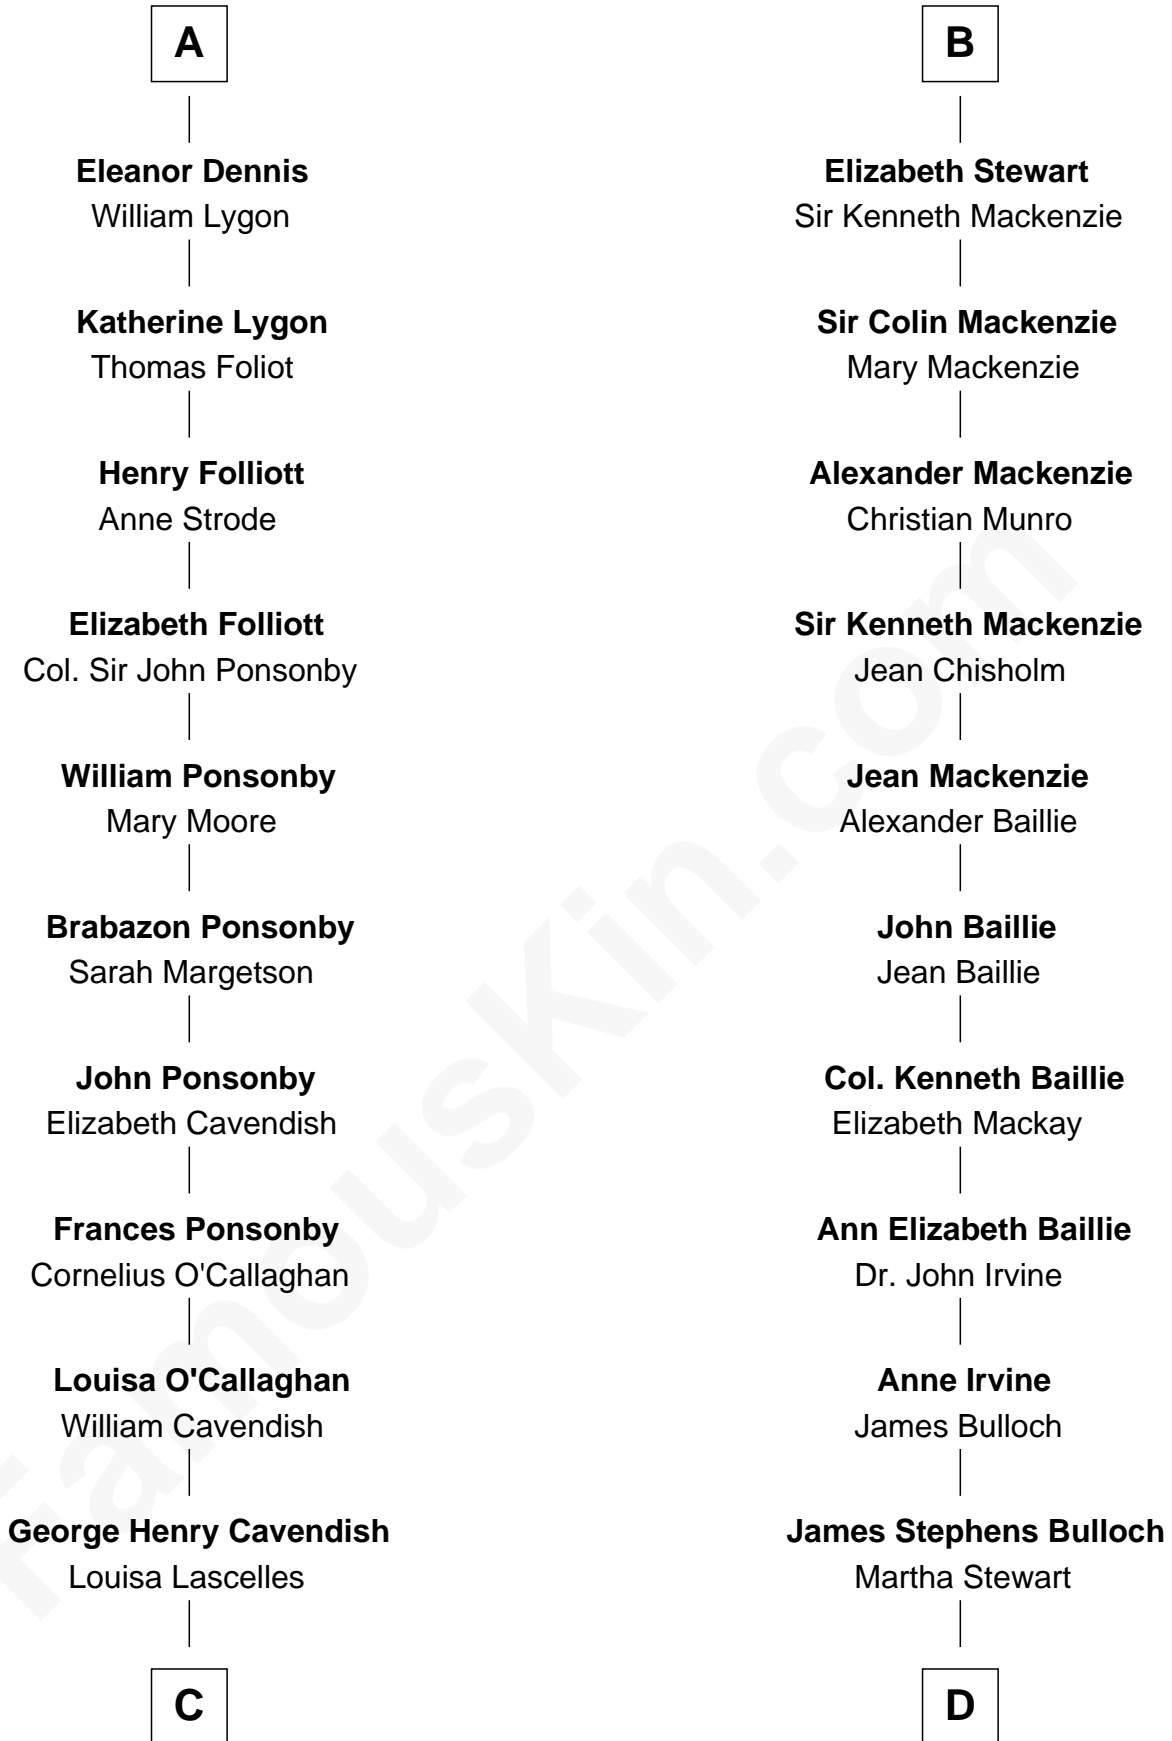 A
Eleanor Dennis
William Lygon
Katherine Lygon
Thomas Foliot
Henry Folliott
Anne Strode
Elizabeth Folliott
Col. Sir John Ponsonby
William Ponsonby
Mary Moore
Brabazon Ponsonby
Sarah Margetson
John Ponsonby
Elizabeth Cavendish
Frances Ponsonby
Cornelius O'Callaghan
Louisa O'Callaghan
William Cavendish
George Henry Cavendish
Louisa Lascelles
C
B
Elizabeth Stewart
Sir Kenneth Mackenzie
Sir Colin Mackenzie
Mary Mackenzie
Alexander Mackenzie
Christian Munro
Sir Kenneth Mackenzie
Jean Chisholm
Jean Mackenzie
Alexander Baillie
John Baillie
Jean Baillie
Col. Kenneth Baillie
Elizabeth Mackay
Ann Elizabeth Baillie
Dr. John Irvine
Anne Irvine
James Bulloch
James Stephens Bulloch
Martha Stewart
D
FamousKin.com